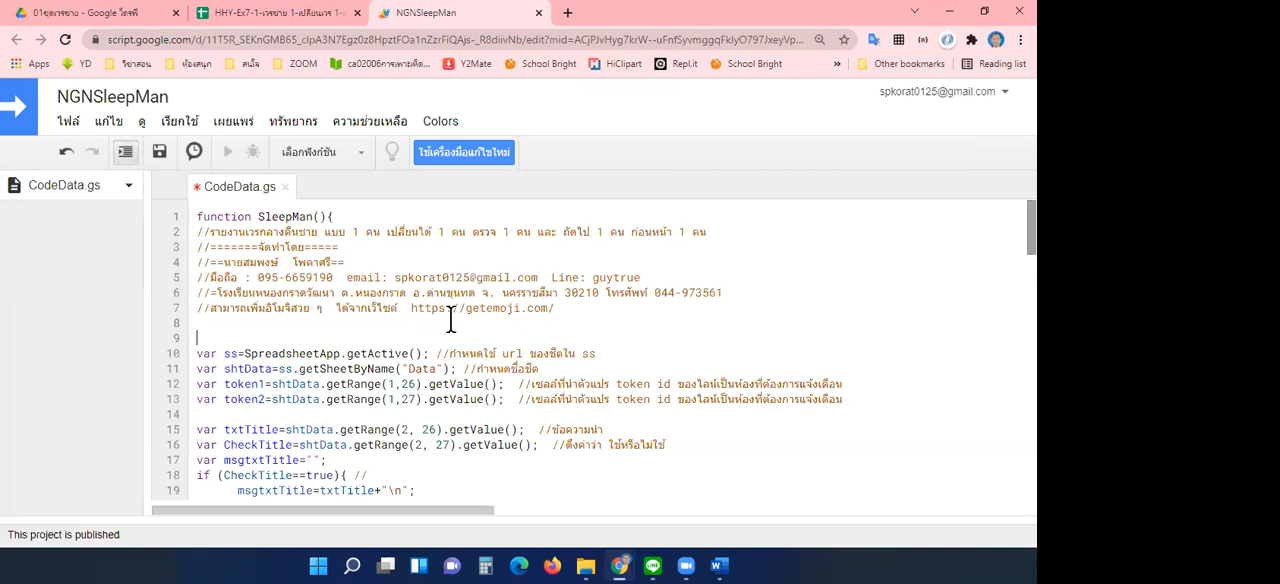 01ชุดเวรชาย - Google ไดรฟ์
HHY-Ex7-1-เวรชาย 1-เปลี่ยนเวร 1-
NGNSleepMan
script.google.com/d/11T5R_SEKnGMB65_cIpA3N7Egz0z8HpztFOa1nZzrFiQAjs-_R8diivNb/edit?mid=ACjPJvHyg7krW--uFnfSyvmggqFkIyO797JxeyVp...
Apps
YD
วิชาสอน
ห้องสนุก
สนใจ
ZOOM
ca02006การเพาะเห็ด...
Y2Mate
School Bright
HiClipart
Repl.it
School Bright
»
Other bookmarks
Reading list
NGNSleepMan
spkorat0125@gmail.com
ไฟล์ แก้ไข ดู เรียกใช้ เผยแพร่ ทรัพยากร ความช่วยเหลือ Colors
เลือกฟังก์ชัน
ใช้เครื่องมือแก้ไขใหม่
CodeData.gs
* CodeData.gs
1 function SleepMan(){
2 //รายงานเวรกลางคืนชาย แบบ 1 คน เปลี่ยนได้ 1 คน ตรวจ 1 คน และ ถัดไป 1 คน ก่อนหน้า 1 คน
3 //=======จัดทำโดย=====
4 //==นายสมพงษ์ โพคาศรี==
5 //มือถือ : 095-6659190 email: spkorat0125@gmail.com Line: guytrue
6 //=โรงเรียนหนองกราดวัฒนา ต.หนองกราด อ.ด่านขุนทด จ. นครราชสีมา 30210 โทรศัพท์ 044-973561
7 //สามารถเพิ่มอิโมจิสวย ๆ ได้จากเว็ไซต์ https://getemoji.com/
8
9
10 var ss=SpreadsheetApp.getActive(); //กำหนดใช้ url ของชีตใน ss
11 var shtData=ss.getSheetByName("Data"); //กำหนดชื่อชีต
12 var token1=shtData.getRange(1,26).getValue(); //เซลล์ที่นำตัวแปร token id ของไลน์เป็นห้องที่ต้องการแจ้งเตือน
13 var token2=shtData.getRange(1,27).getValue(); //เซลล์ที่นำตัวแปร token id ของไลน์เป็นห้องที่ต้องการแจ้งเตือน
14
15 var txtTitle=shtData.getRange(2, 26).getValue(); //ข้อความนำ
16 var CheckTitle=shtData.getRange(2, 27).getValue(); //ดึงค่าว่า ใช้หรือไม่ใช้
17 var msgtxtTitle="";
18 if (CheckTitle==true){ //
19 msgtxtTitle=txtTitle+"\n";
This project is published